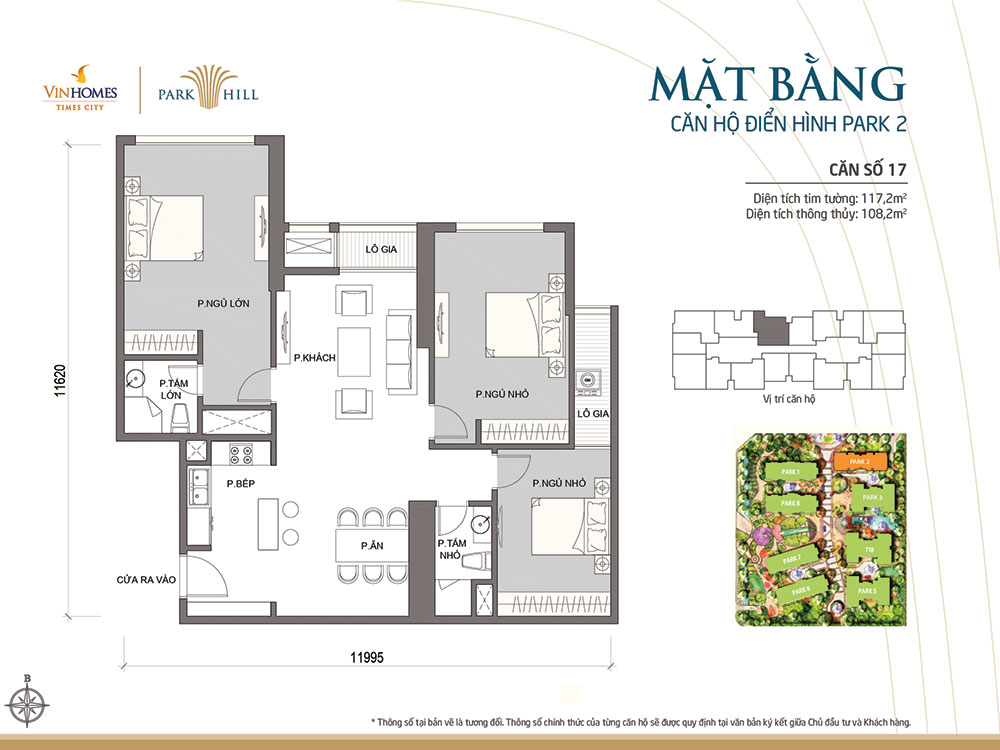 VINHOMES
TIMES CITY
PARK HILL
MẶT BẰNG
CĂN HỘ ĐIỂN HÌNH PARK 2
CĂN SỐ 17
Diện tích tim tường: 117,2m²
Diện tích thông thủy: 108,2m²
LÔ GIA
P.NGỦ LỚN
P.KHÁCH
P.TẮM
LỚN
P.NGỦ NHỎ
LÔ GIA
P.BẾP
P.NGỦ NHỎ
P.ĂN
P.TẮM
NHỎ
CỬA RA VÀO
11620
11995
Vị trí căn hộ
PARK 1
PARK 2
PARK 8
PARK 3
T18
PARK 7
PARK 6
PARK 5
B
* Thông số tại bản vẽ là tương đối. Thông số chính thức của từng căn hộ sẽ được quy định tại văn bản ký kết giữa Chủ đầu tư và Khách hàng.